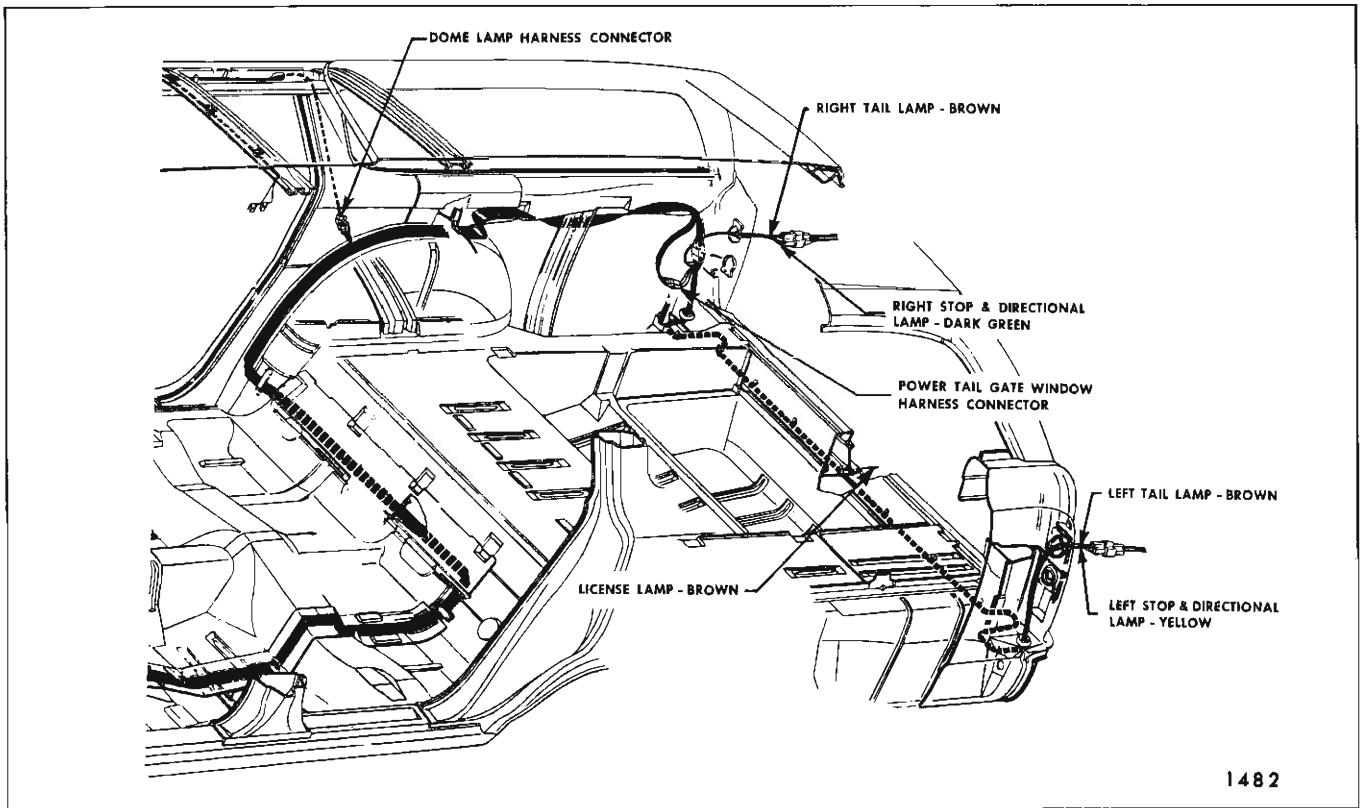 DOME LAMP HARNESS CONNECTOR
RIGHT TAIL LAMP - BROWN
RIGHT STOP & DIRECTIONAL
LAMP - DARK GREEN
POWER TAIL GATE WINDOW
HARNESS CONNECTOR
LEFT TAIL LAMP - BROWN
LICENSE LAMP - BROWN
LEFT STOP & DIRECTIONAL
LAMP - YELLOW
1482